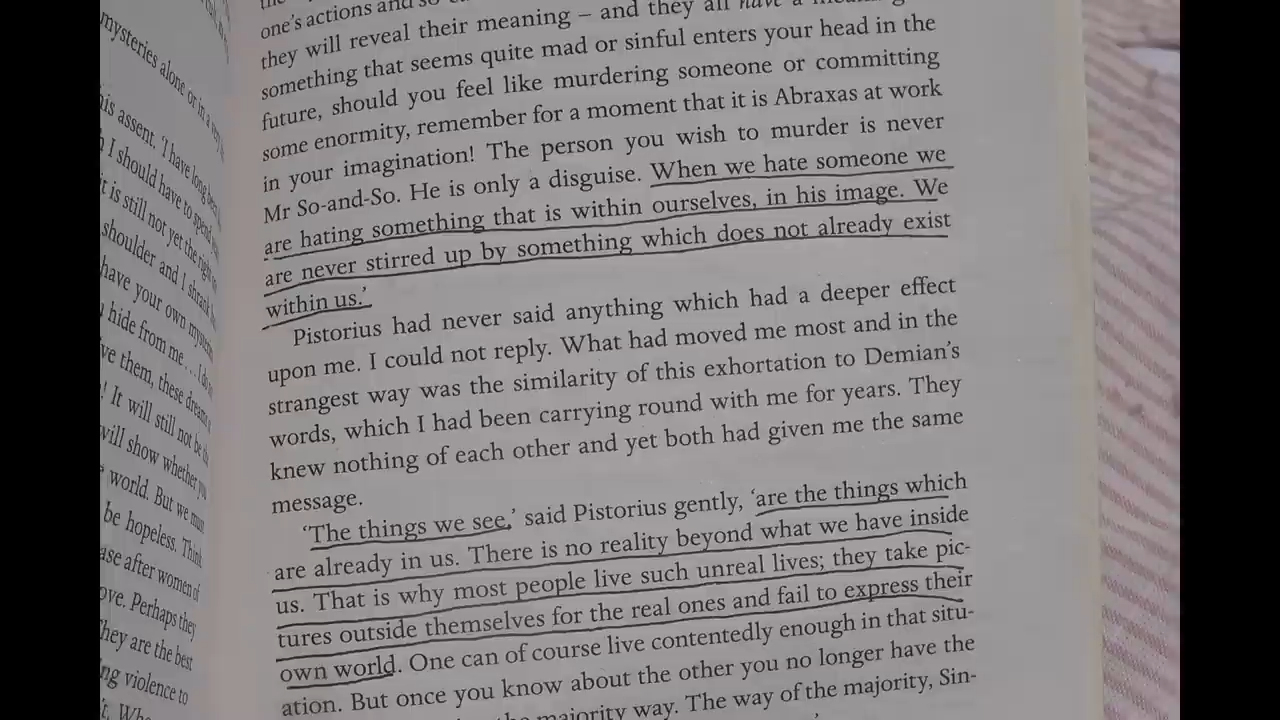 mysteries alone or in a
his assent. 'I have long been
I should have to spend
it is still not yet the right
shoulder and I shrank
have your own
hide from me . . . I do
them, these dreams
! It will still not be the
will show whether you
world. But we must
be hopeless. Think
after women of
Perhaps they
They are the best
violence to
one's actions and so
they will reveal their meaning – and they all have a
something that seems quite mad or sinful enters your head in the
future, should you feel like murdering someone or committing
some enormity, remember for a moment that it is Abraxas at work
in your imagination! The person you wish to murder is never
Mr So-and-So. He is only a disguise. When we hate someone we
are hating something that is within ourselves, in his image. We
are never stirred up by something which does not already exist
within us.'
Pistorius had never said anything which had a deeper effect
upon me. I could not reply. What had moved me most and in the
strangest way was the similarity of this exhortation to Demian's
words, which I had been carrying round with me for years. They
knew nothing of each other and yet both had given me the same
message.
'The things we see,' said Pistorius gently, 'are the things which
are already in us. There is no reality beyond what we have inside
us. That is why most people live such unreal lives; they take pic-
tures outside themselves for the real ones and fail to express their
own world. One can of course live contentedly enough in that situ-
ation. But once you know about the other you no longer have the
majority way. The way of the majority, Sin-